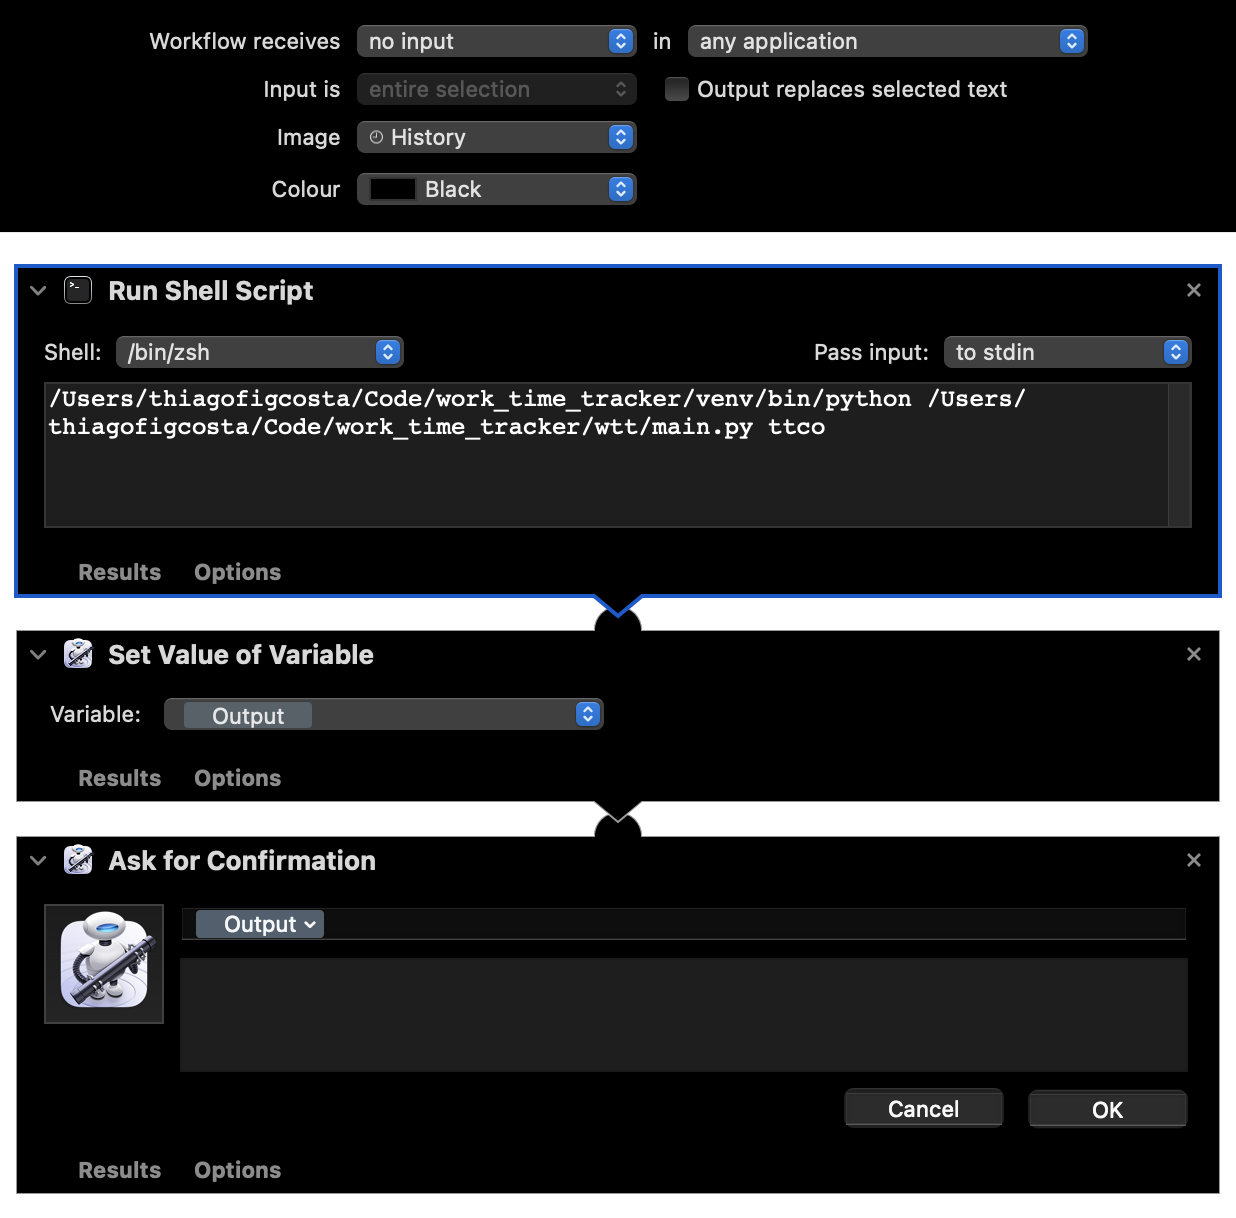 Workflow receives no input in any application
Input is entire selection Output replaces selected text
Image History
Colour Black
Run Shell Script
Shell: /bin/zsh Pass input: to stdin
/Users/thiagofigcosta/Code/work_time_tracker/venv/bin/python /Users/
thiagofigcosta/Code/work_time_tracker/wtt/main.py ttco
Results Options
Set Value of Variable
Variable: Output
Results Options
Ask for Confirmation
Output
Cancel OK
Results Options